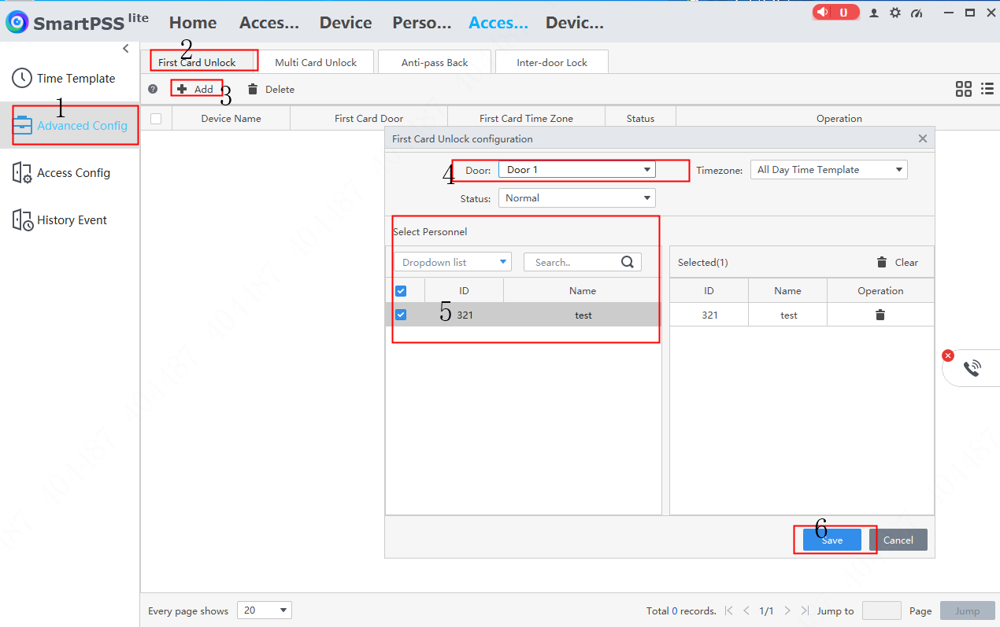 SmartPSS lite Home Acces... Device Perso... Acces... Devic...
2
First Card Unlock Multi Card Unlock Anti-pass Back Inter-door Lock
Time Template
Add 3 Delete
1
Advanced Config
Device Name First Card Door First Card Time Zone Status Operation
First Card Unlock configuration
4 Door: Door 1 Timezone: All Day Time Template
Access Config
Status: Normal
History Event
Select Personnel
Dropdown list Search.. Selected(1) Clear
ID Name ID Name Operation
5 321 test 321 test
6
Save Cancel
Every page shows 20 Total 0 records. 1/1 Jump to Page Jump
404487